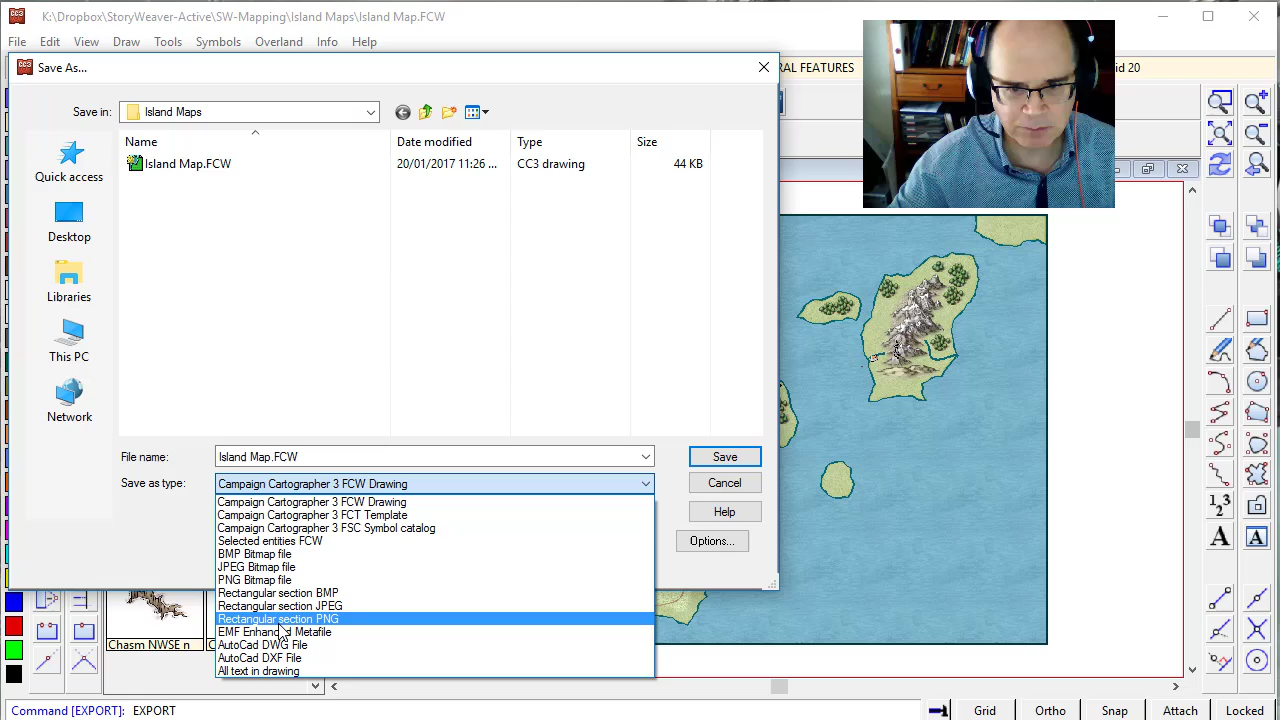 K:\Dropbox\StoryWeaver-Active\SW-Mapping\Island Maps\Island Map.FCW
File Edit View Draw Tools Symbols Overland Info Help
Save As...
RAL FEATURES
id 20
Save in: Island Maps
Name Date modified Type Size
Island Map.FCW 20/01/2017 11:26 ... CC3 drawing 44 KB
Quick access
Desktop
Libraries
This PC
Network
File name: Island Map.FCW Save
Save as type: Campaign Cartographer 3 FCW Drawing Cancel
Help
Options...
Campaign Cartographer 3 FCW Drawing
Campaign Cartographer 3 FCT Template
Campaign Cartographer 3 FSC Symbol catalog
Selected entities FCW
BMP Bitmap file
JPEG Bitmap file
PNG Bitmap file
Rectangular section BMP
Rectangular section JPEG
Rectangular section PNG
EMF Enhanced Metafile
AutoCad DWG File
AutoCad DXF File
All text in drawing
Chasm NWSE n
Command [EXPORT]: EXPORT
Grid Ortho Snap Attach Locked